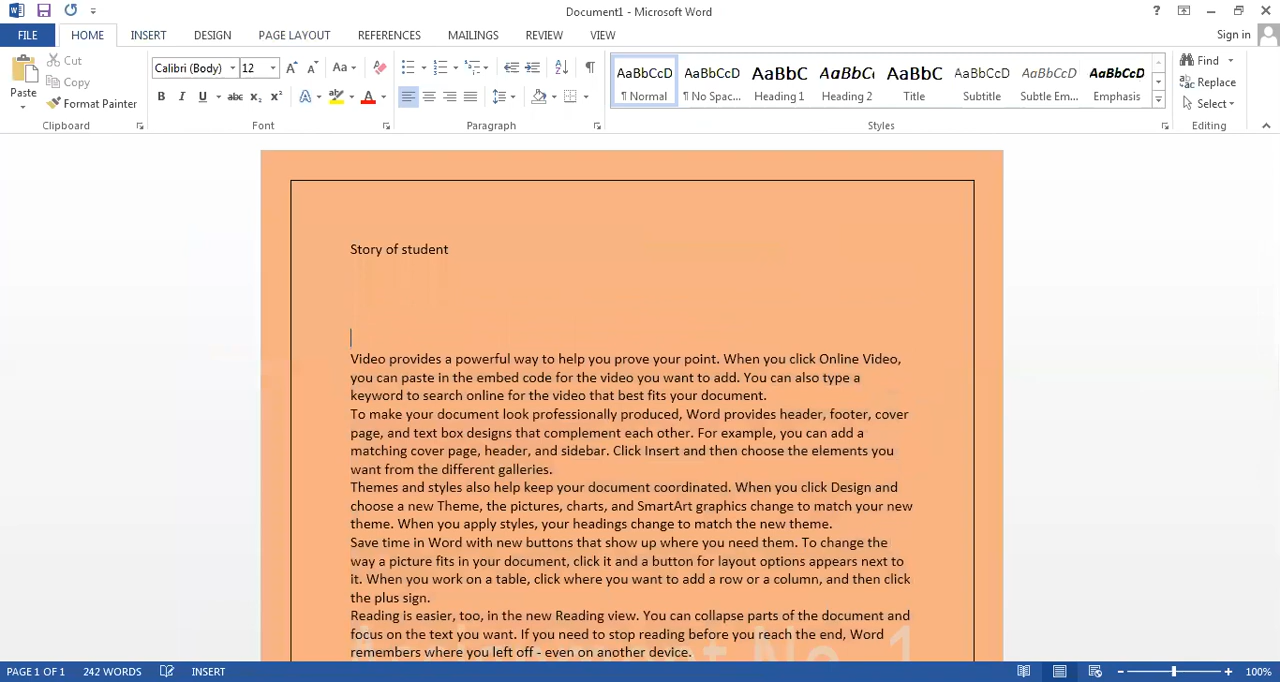 Document1 - Microsoft Word
?
FILE HOME INSERT DESIGN PAGE LAYOUT REFERENCES MAILINGS REVIEW VIEW Sign in
Paste
Cut
Copy
Format Painter
Clipboard
Calibri (Body) 12
Aa
B I U abc X₂ X²
A A
Font
Paragraph
AaBbCcD AaBbCcD AaBbC AaBbCc AaBbC AaBbCcD AaBbCcD AaBbCcD
¶ Normal ¶ No Spac... Heading 1 Heading 2 Title Subtitle Subtle Em... Emphasis
Styles
Find
Replace
Select
Editing
Story of student
Video provides a powerful way to help you prove your point. When you click Online Video,
you can paste in the embed code for the video you want to add. You can also type a
keyword to search online for the video that best fits your document.
To make your document look professionally produced, Word provides header, footer, cover
page, and text box designs that complement each other. For example, you can add a
matching cover page, header, and sidebar. Click Insert and then choose the elements you
want from the different galleries.
Themes and styles also help keep your document coordinated. When you click Design and
choose a new Theme, the pictures, charts, and SmartArt graphics change to match your new
theme. When you apply styles, your headings change to match the new theme.
Save time in Word with new buttons that show up where you need them. To change the
way a picture fits in your document, click it and a button for layout options appears next to
it. When you work on a table, click where you want to add a row or a column, and then click
the plus sign.
Reading is easier, too, in the new Reading view. You can collapse parts of the document and
focus on the text you want. If you need to stop reading before you reach the end, Word
remembers where you left off - even on another device.
No. 1
PAGE 1 OF 1 242 WORDS INSERT 100%